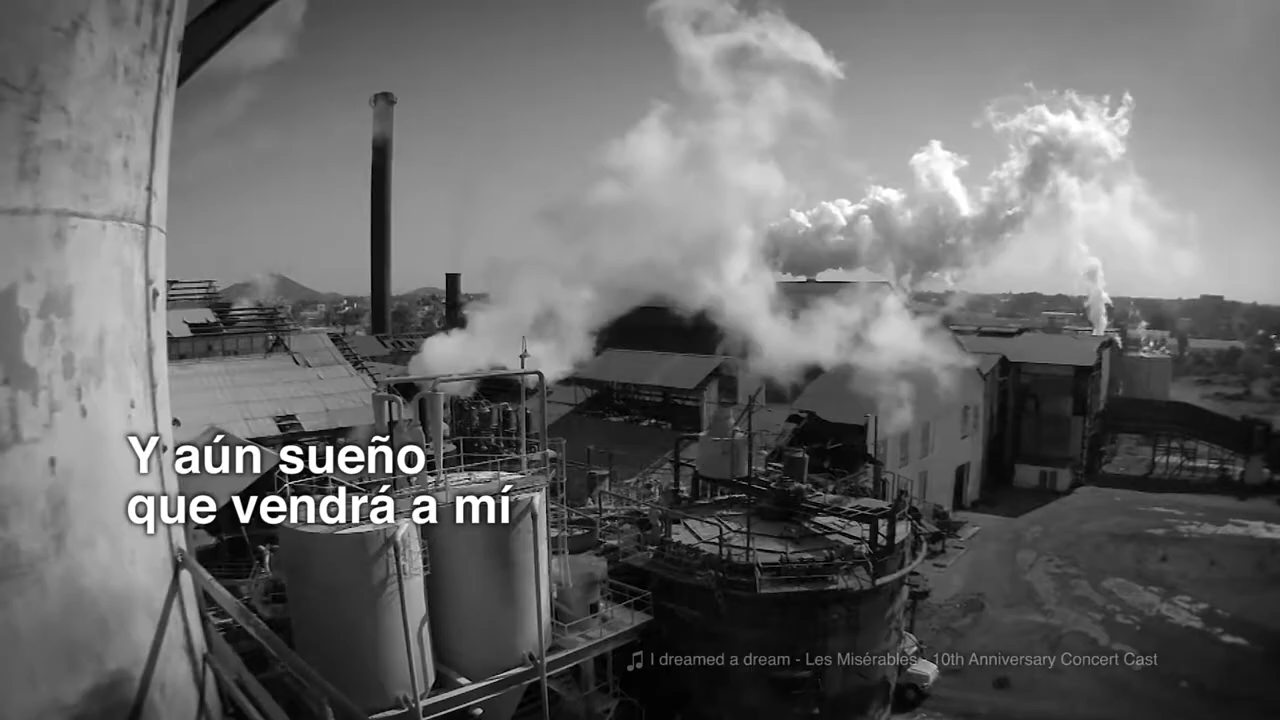 Y aún sueño
que vendrá a mí
🎵 I dreamed a dream - Les Misérables - 10th Anniversary Concert Cast